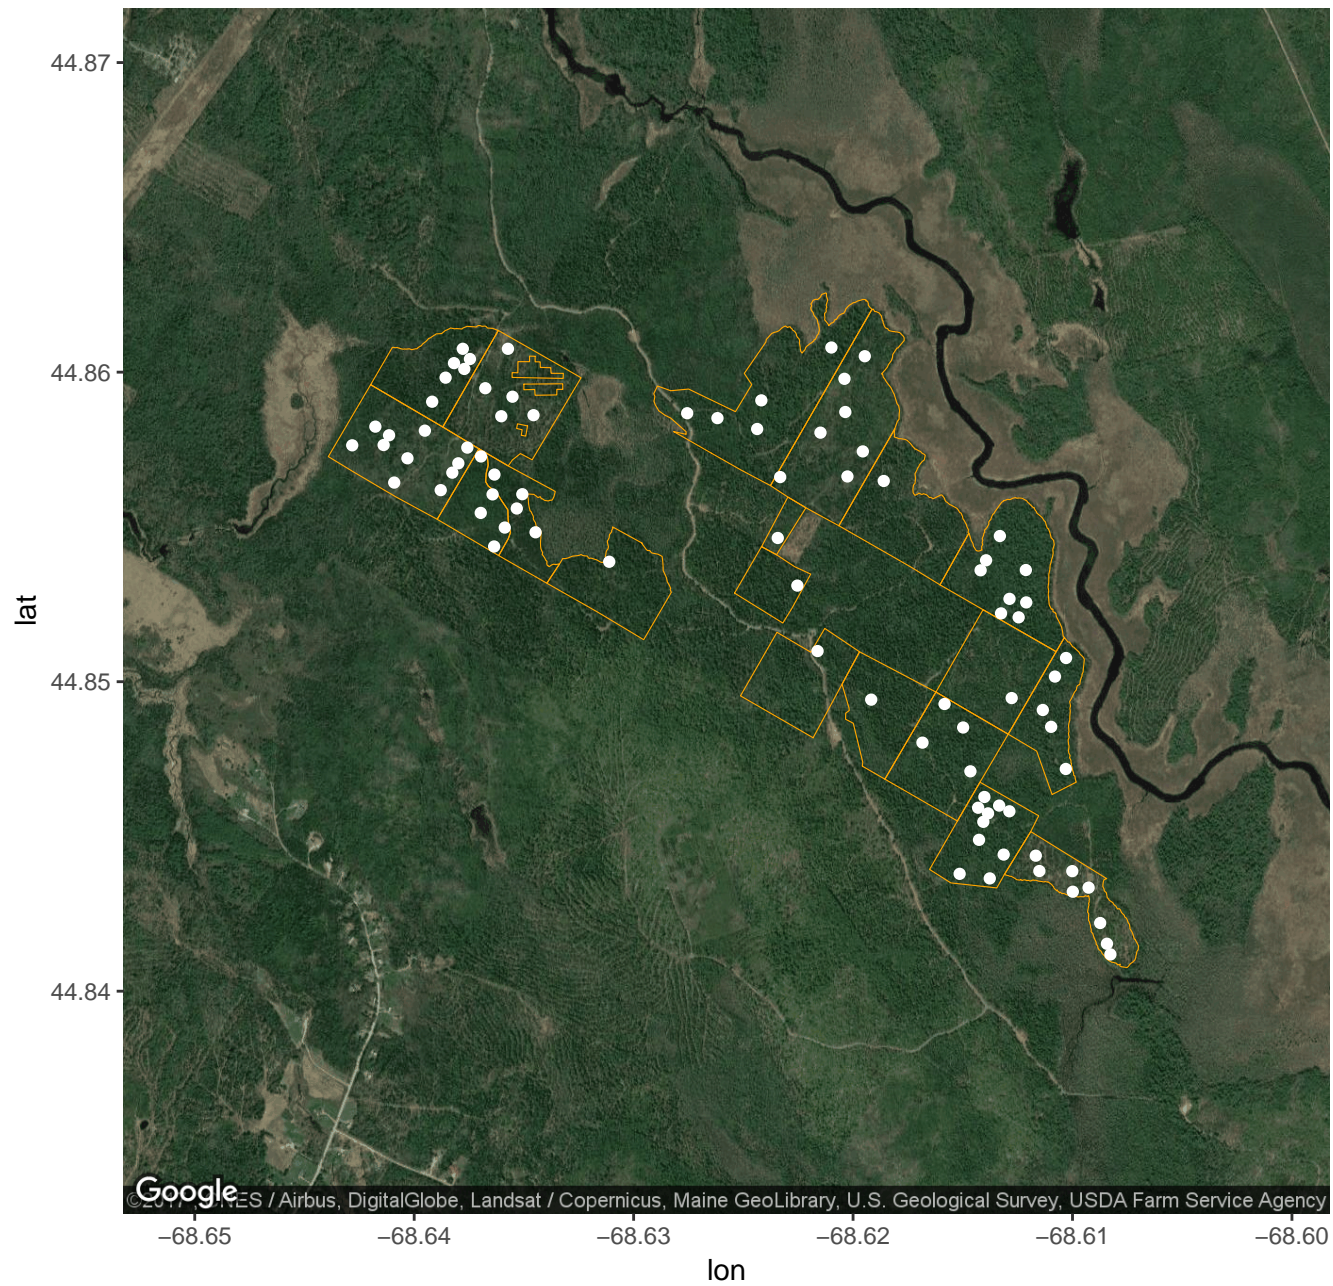 44.87
44.86
44.85
44.84
lat
Google
Airbus, DigitalGlobe, Landsat / Copernicus, Maine GeoLibrary, U.S. Geological Survey, USDA Farm Service Agency
−68.65 −68.64 −68.63 −68.62 −68.61 −68.60
lon